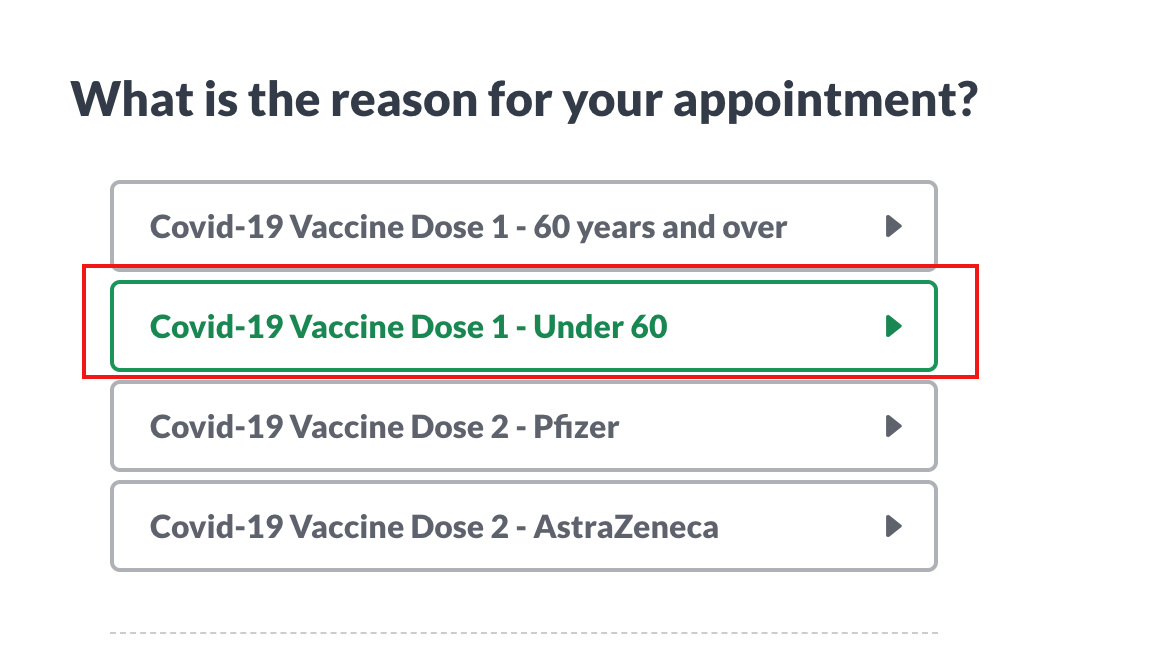 What is the reason for your appointment?
Covid-19 Vaccine Dose 1 - 60 years and over
Covid-19 Vaccine Dose 1 - Under 60
Covid-19 Vaccine Dose 2 - Pfizer
Covid-19 Vaccine Dose 2 - AstraZeneca